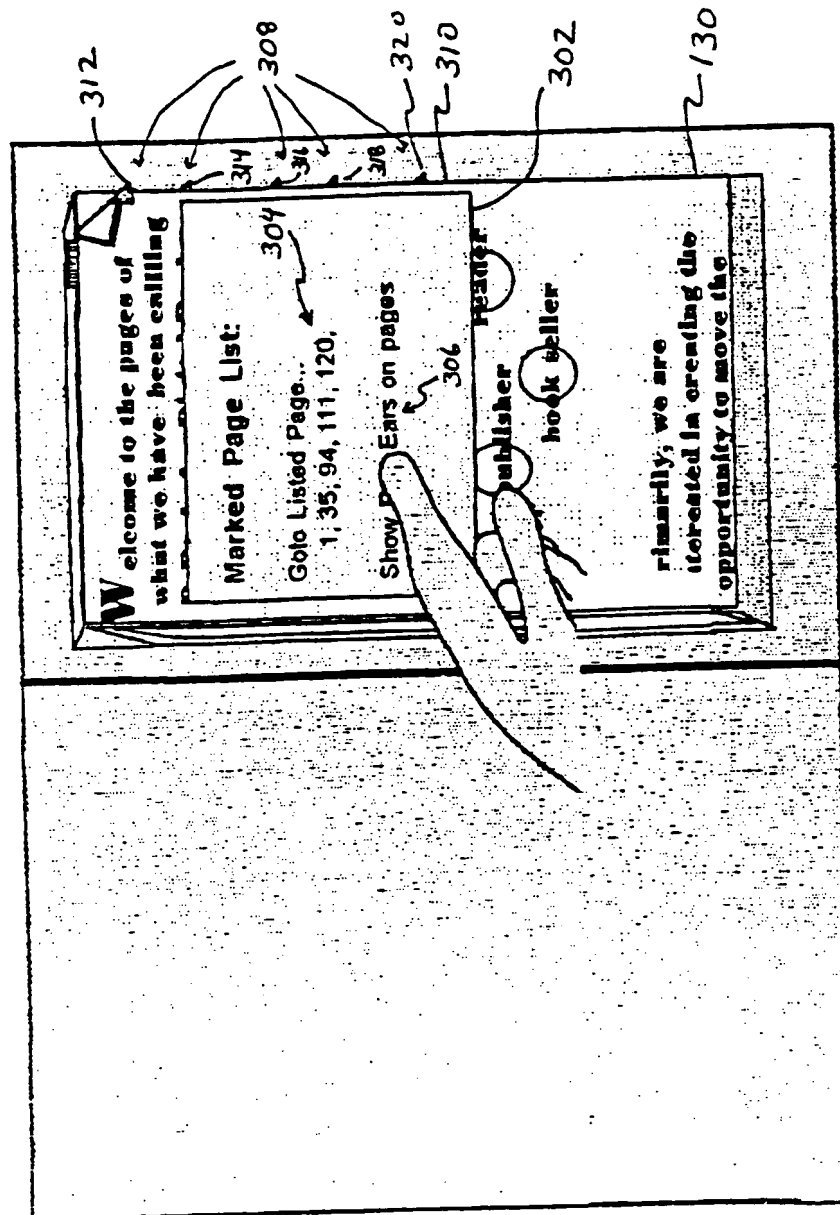 Welcome to the pages of
what we have been calling
Marked Page List:
Goto Listed Page...
1, 35, 94, 111, 120,
Show Ears on pages
reader
publisher
book seller
rimarily, we are
nterested in creating the
opportunity to move the
312
308
314
316
318
320
310
302
304
306
130